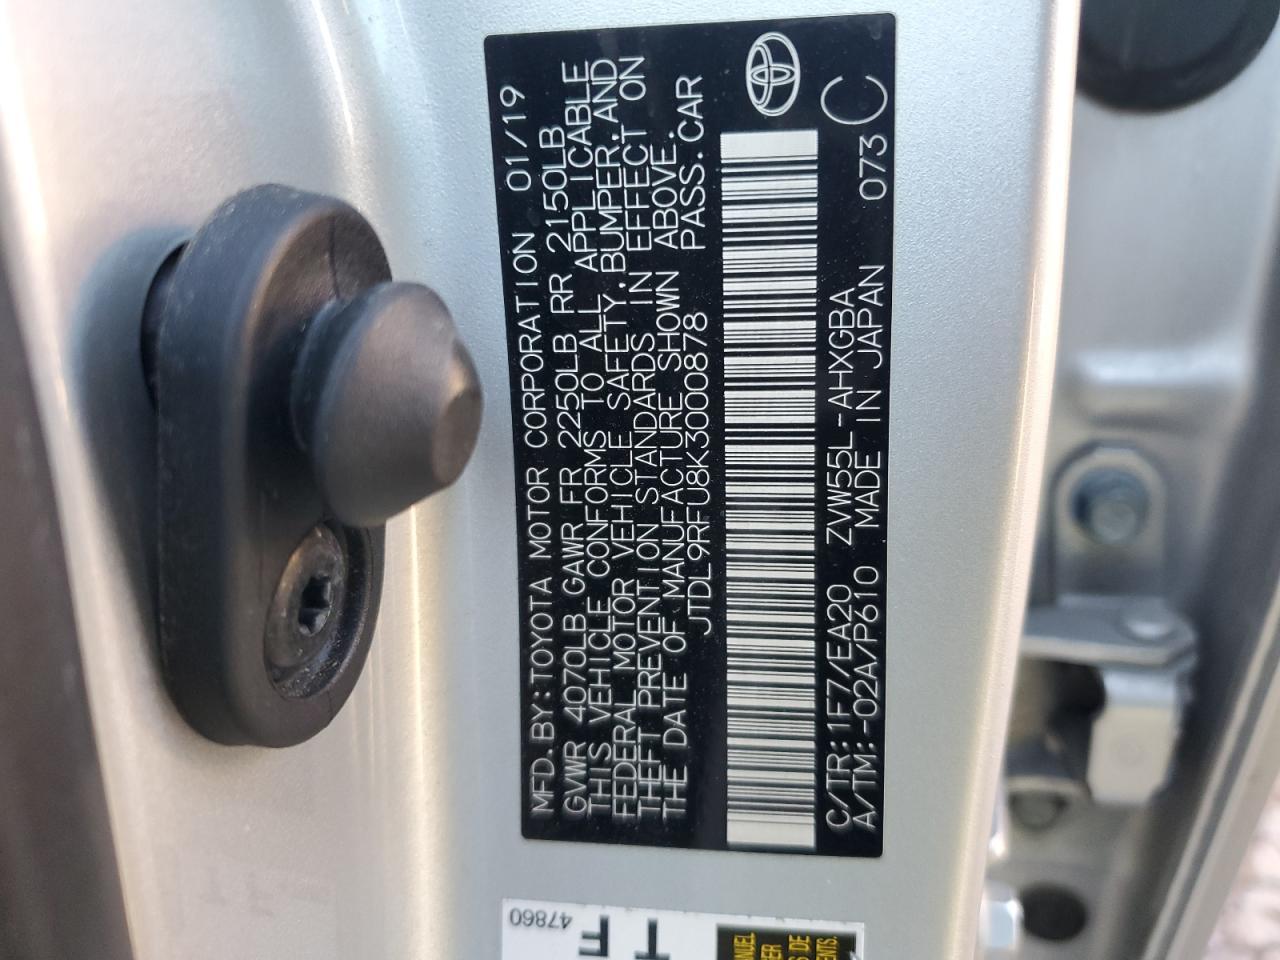 MFD. BY: TOYOTA MOTOR CORPORATION 01/19
GVWR 4070LB GAWR FR 2250LB RR 2150LB
THIS VEHICLE CONFORMS TO ALL APPLICABLE
FEDERAL MOTOR VEHICLE SAFETY, BUMPER, AND
THEFT PREVENTION STANDARDS IN EFFECT ON
THE DATE OF MANUFACTURE SHOWN ABOVE.
JTDL9RFU8K3000878 PASS. CAR
C/TR: 1F7/EA20 ZVW55L-AHXGBA 073 C
A/TM: -02A/P610 MADE IN JAPAN
47860